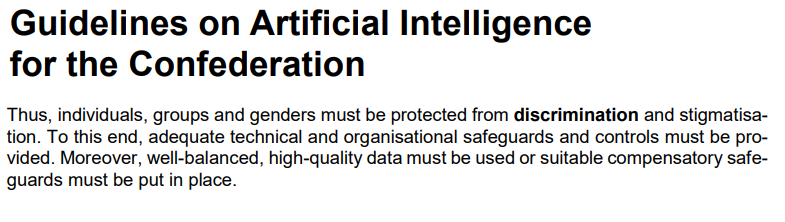 Guidelines on Artificial Intelligence
for the Confederation
Thus, individuals, groups and genders must be protected from discrimination and stigmatisa-
tion. To this end, adequate technical and organisational safeguards and controls must be pro-
vided. Moreover, well-balanced, high-quality data must be used or suitable compensatory safe-
guards must be put in place.